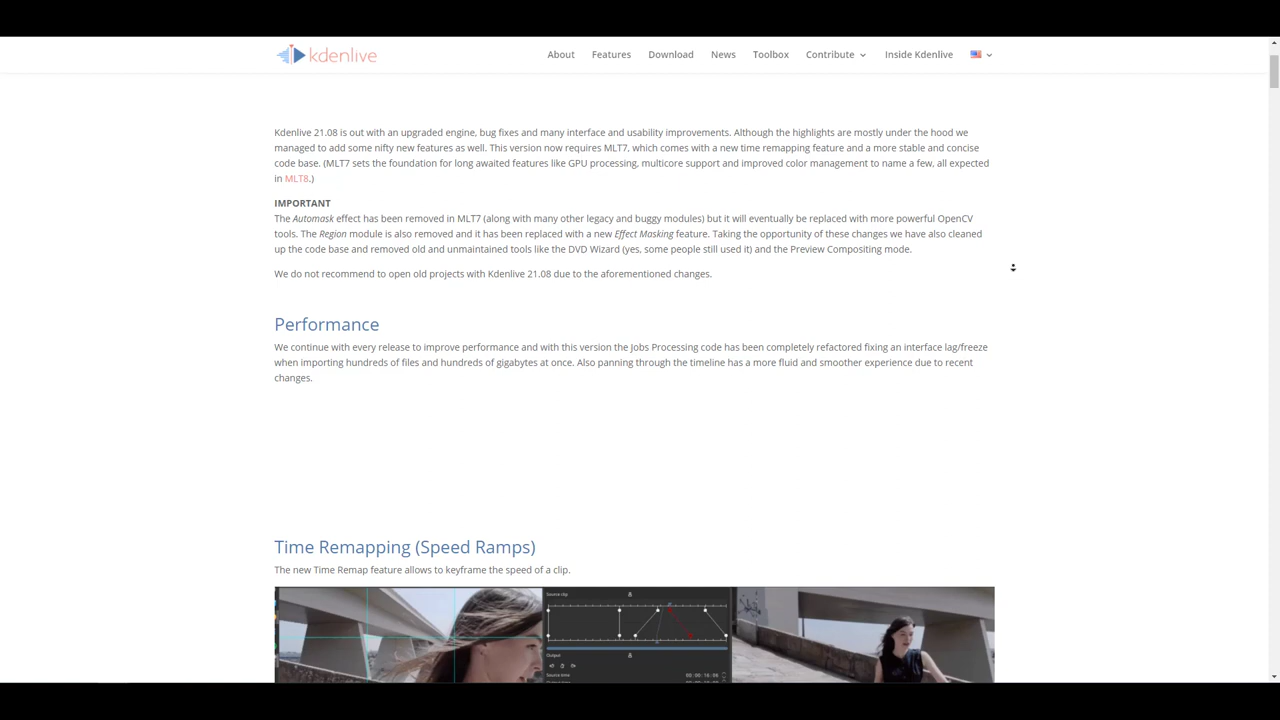 kdenlive
About Features Download News Toolbox Contribute Inside Kdenlive
Kdenlive 21.08 is out with an upgraded engine, bug fixes and many interface and usability improvements. Although the highlights are mostly under the hood we
managed to add some nifty new features as well. This version now requires MLT7, which comes with a new time remapping feature and a more stable and concise
code base. (MLT7 sets the foundation for long awaited features like GPU processing, multicore support and improved color management to name a few, all expected
in MLT8.)
IMPORTANT
The Automask effect has been removed in MLT7 (along with many other legacy and buggy modules) but it will eventually be replaced with more powerful OpenCV
tools. The Region module is also removed and it has been replaced with a new Effect Masking feature. Taking the opportunity of these changes we have also cleaned
up the code base and removed old and unmaintained tools like the DVD Wizard (yes, some people still used it) and the Preview Compositing mode.
We do not recommend to open old projects with Kdenlive 21.08 due to the aforementioned changes.
Performance
We continue with every release to improve performance and with this version the Jobs Processing code has been completely refactored fixing an interface lag/freeze
when importing hundreds of files and hundreds of gigabytes at once. Also panning through the timeline has a more fluid and smoother experience due to recent
changes.
Time Remapping (Speed Ramps)
The new Time Remap feature allows to keyframe the speed of a clip.
Source clip
Output
Source time 00:00:16:06